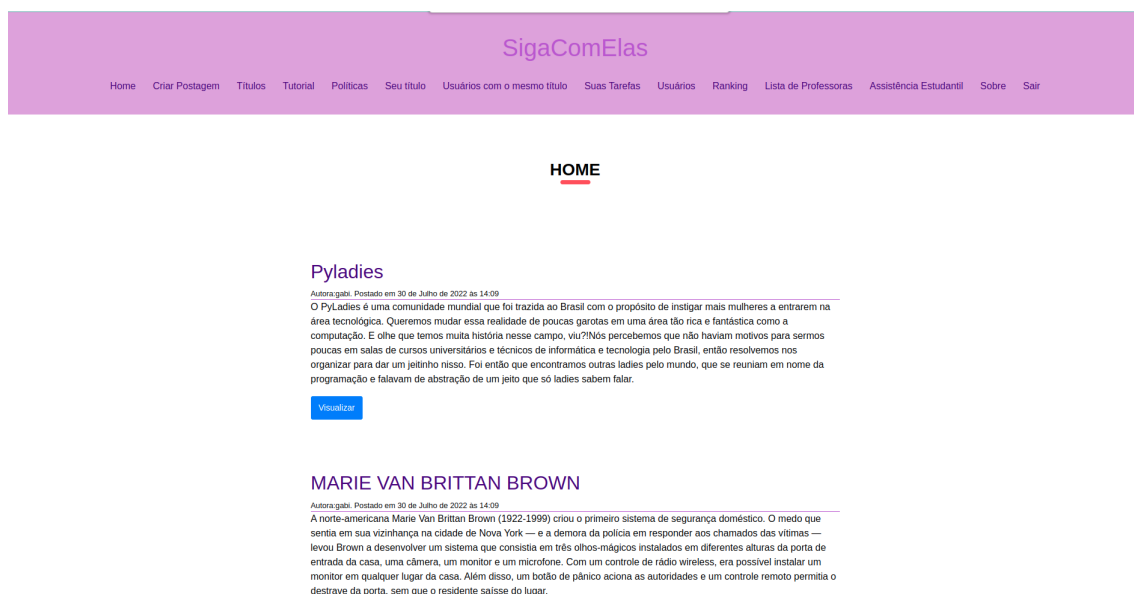 SigaComElas
Home Criar Postagem Títulos Tutorial Políticas Seu título Usuários com o mesmo título Suas Tarefas Usuários Ranking Lista de Professoras Assistência Estudantil Sobre Sair
HOME
Pyladies
Autora:gabi. Postado em 30 de Julho de 2022 às 14:09
O PyLadies é uma comunidade mundial que foi trazida ao Brasil com o propósito de instigar mais mulheres a entrarem na
área tecnológica. Queremos mudar essa realidade de poucas garotas em uma área tão rica e fantástica como a
computação. E olhe que temos muita história nesse campo, viu?!Nós percebemos que não haviam motivos para sermos
poucas em salas de cursos universitários e técnicos de informática e tecnologia pelo Brasil, então resolvemos nos
organizar para dar um jeitinho nisso. Foi então que encontramos outras ladies pelo mundo, que se reuniam em nome da
programação e falavam de abstração de um jeito que só ladies sabem falar.
Visualizar
MARIE VAN BRITTAN BROWN
Autora:gabi. Postado em 30 de Julho de 2022 às 14:09
A norte-americana Marie Van Brittan Brown (1922-1999) criou o primeiro sistema de segurança doméstico. O medo que
sentia em sua vizinhança na cidade de Nova York — e a demora da polícia em responder aos chamados das vítimas —
levou Brown a desenvolver um sistema que consistia em três olhos-mágicos instalados em diferentes alturas da porta de
entrada da casa, uma câmera, um monitor e um microfone. Com um controle de rádio wireless, era possível instalar um
monitor em qualquer lugar da casa. Além disso, um botão de pânico aciona as autoridades e um controle remoto permitia o
destrave da porta, sem que o residente saísse do lugar.